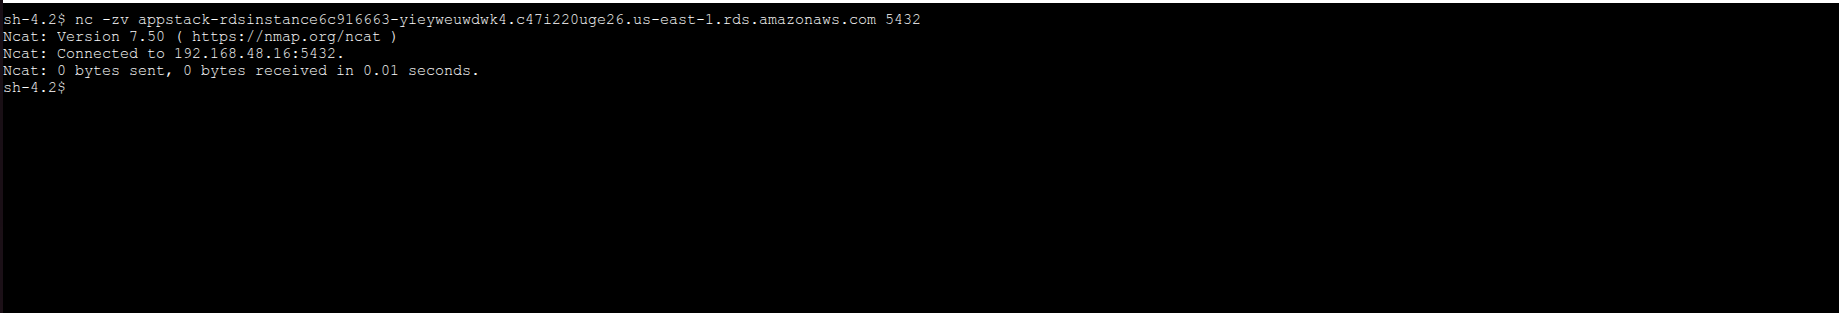 sh-4.2$ nc -zv appstack-rdsinstance6c916663-yieyweuwdwk4.c47i220uge26.us-east-1.rds.amazonaws.com 5432
Ncat: Version 7.50 ( https://nmap.org/ncat )
Ncat: Connected to 192.168.48.16:5432.
Ncat: 0 bytes sent, 0 bytes received in 0.01 seconds.
sh-4.2$